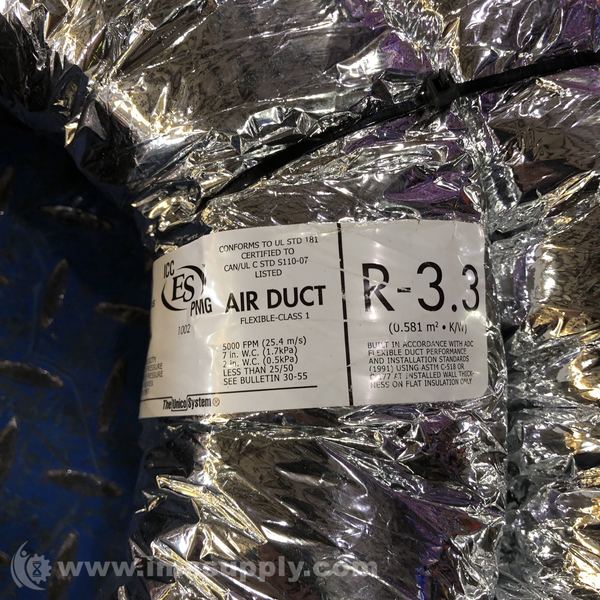 ICC
ES
PMG
1002
CONFORMS TO UL STD 181
CERTIFIED TO
CAN/UL C STD S110-07
LISTED
AIR DUCT
FLEXIBLE-CLASS 1
5000 FPM (25.4 m/s)
7 in. W.C. (1.7kPa)
2 in. W.C. (0.5kPa)
LESS THAN 25/50
SEE BULLETIN 30-55
The Unico System®
R-3.3
(0.581 m² • K/W)
BUILT IN ACCORDANCE WITH ADC
FLEXIBLE DUCT PERFORMANCE
AND INSTALLATION STANDARDS
(1991) USING ASTM C-518 OR
AT INSTALLED WALL THICK-
NESS ON FLAT INSULATION ONLY
www.imasupply.com